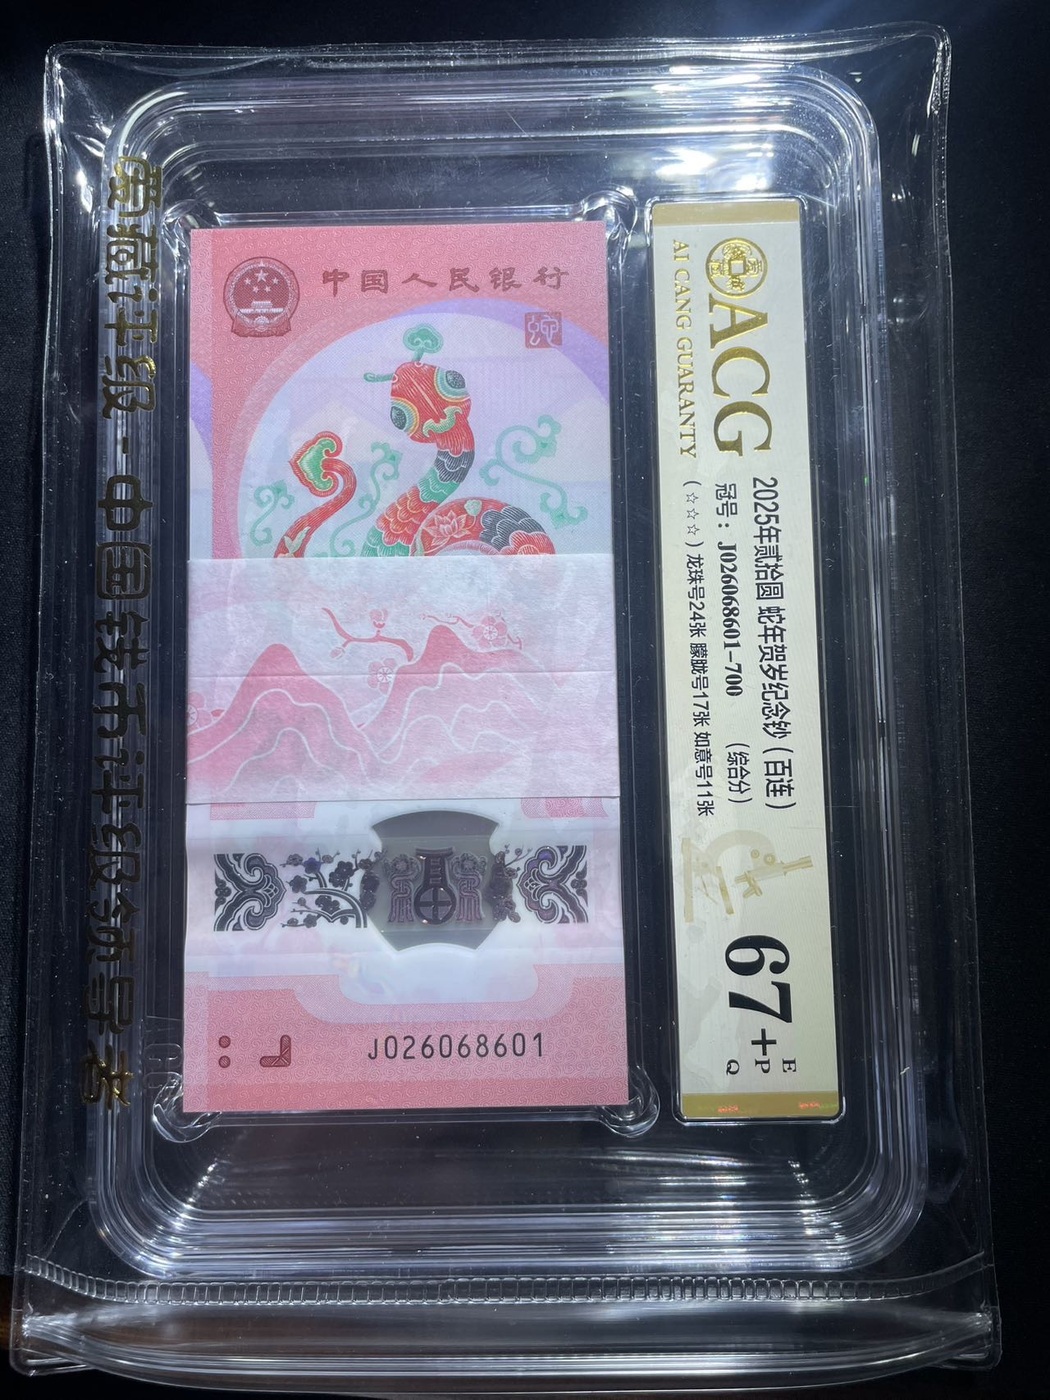 中国人民银行
J026068601
ACG
AI CANG GUARANTY
2025年贰拾圆 蛇年贺岁纪念钞（百连）
冠号：J026068601-700 （综合分）
（☆☆☆）龙珠号24张 朦胧号17张 如意号11张
67+
E
P
Q
爱藏评级·中国钱币评级领导者